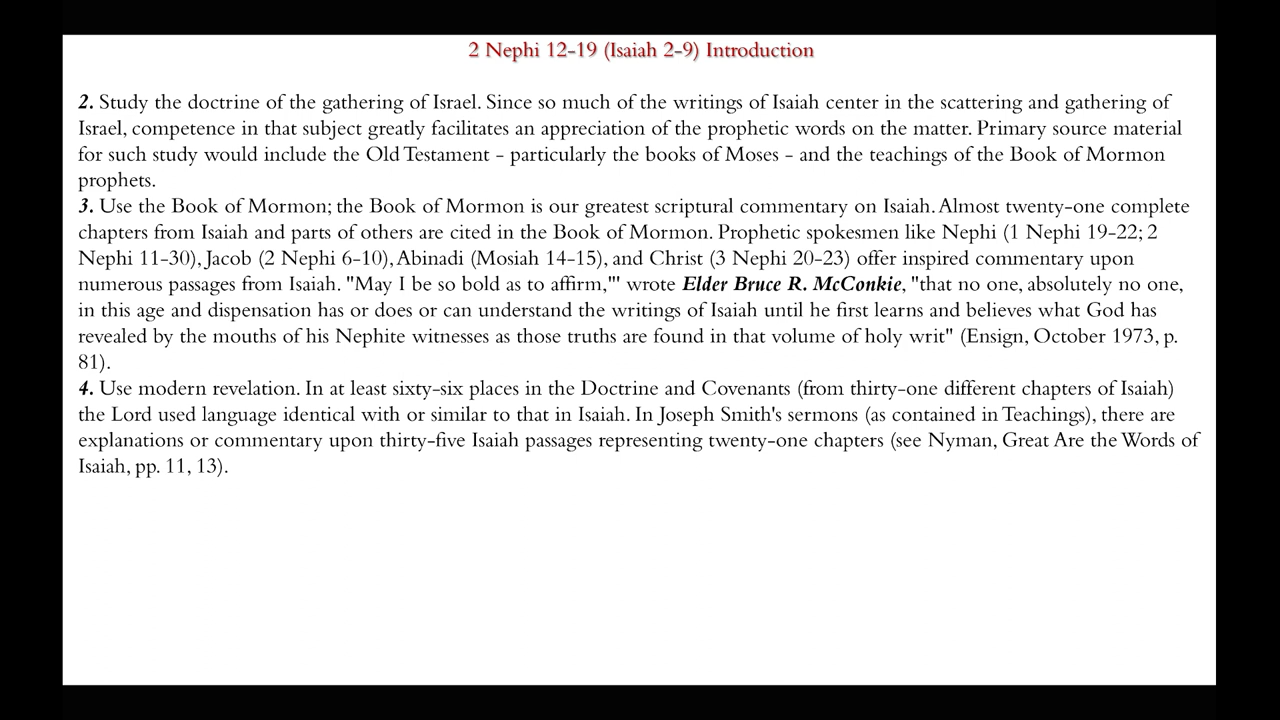 2 Nephi 12-19 (Isaiah 2-9) Introduction
2. Study the doctrine of the gathering of Israel. Since so much of the writings of Isaiah center in the scattering and gathering of
Israel, competence in that subject greatly facilitates an appreciation of the prophetic words on the matter. Primary source material
for such study would include the Old Testament - particularly the books of Moses - and the teachings of the Book of Mormon
prophets.
3. Use the Book of Mormon; the Book of Mormon is our greatest scriptural commentary on Isaiah. Almost twenty-one complete
chapters from Isaiah and parts of others are cited in the Book of Mormon. Prophetic spokesmen like Nephi (1 Nephi 19-22; 2
Nephi 11-30), Jacob (2 Nephi 6-10), Abinadi (Mosiah 14-15), and Christ (3 Nephi 20-23) offer inspired commentary upon
numerous passages from Isaiah. "May I be so bold as to affirm,"' wrote Elder Bruce R. McConkie, "that no one, absolutely no one,
in this age and dispensation has or does or can understand the writings of Isaiah until he first learns and believes what God has
revealed by the mouths of his Nephite witnesses as those truths are found in that volume of holy writ" (Ensign, October 1973, p.
81).
4. Use modern revelation. In at least sixty-six places in the Doctrine and Covenants (from thirty-one different chapters of Isaiah)
the Lord used language identical with or similar to that in Isaiah. In Joseph Smith's sermons (as contained in Teachings), there are
explanations or commentary upon thirty-five Isaiah passages representing twenty-one chapters (see Nyman, Great Are the Words of
Isaiah, pp. 11, 13).